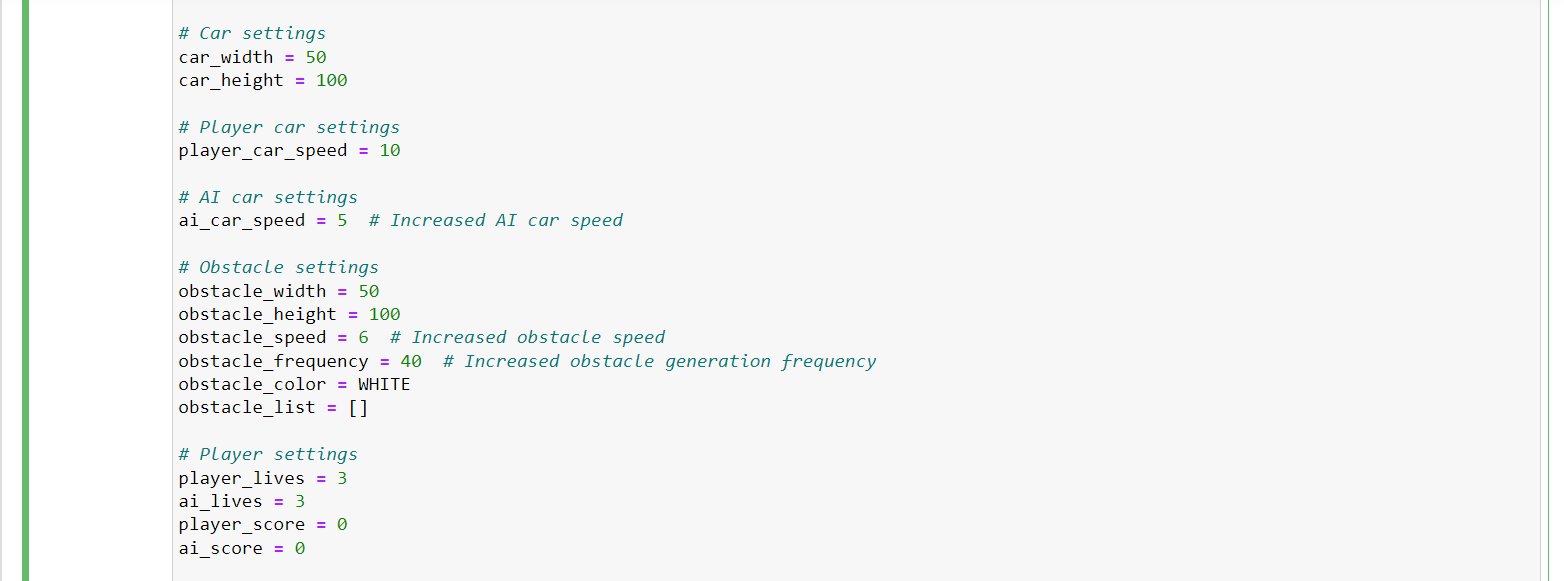 # Car settings
car_width = 50
car_height = 100
# Player car settings
player_car_speed = 10
# AI car settings
ai_car_speed = 5  # Increased AI car speed
# Obstacle settings
obstacle_width = 50
obstacle_height = 100
obstacle_speed = 6  # Increased obstacle speed
obstacle_frequency = 40  # Increased obstacle generation frequency
obstacle_color = WHITE
obstacle_list = []
# Player settings
player_lives = 3
ai_lives = 3
player_score = 0
ai_score = 0